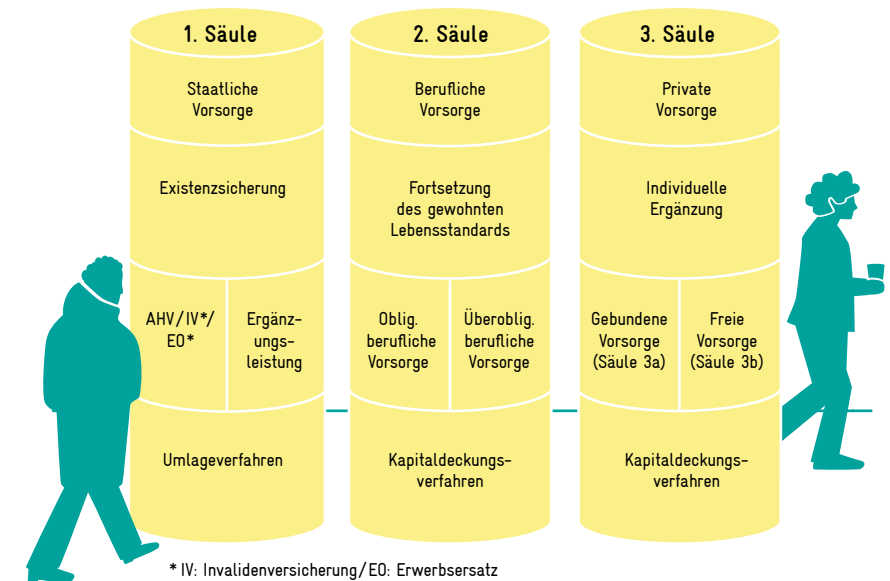 1. Säule
Staatliche
Vorsorge
Existenzsicherung
AHV/IV*/
EO*
Ergänz-
ungs-
leistung
Umlageverfahren
2. Säule
Berufliche
Vorsorge
Fortsetzung
des gewohnten
Lebensstandards
Oblig.
berufliche
Vorsorge
Überoblig.
berufliche
Vorsorge
Kapitaldeckungs-
verfahren
3. Säule
Private
Vorsorge
Individuelle
Ergänzung
Gebundene
Vorsorge
(Säule 3a)
Freie
Vorsorge
(Säule 3b)
Kapitaldeckungs-
verfahren
* IV: Invalidenversicherung/EO: Erwerbsersatz